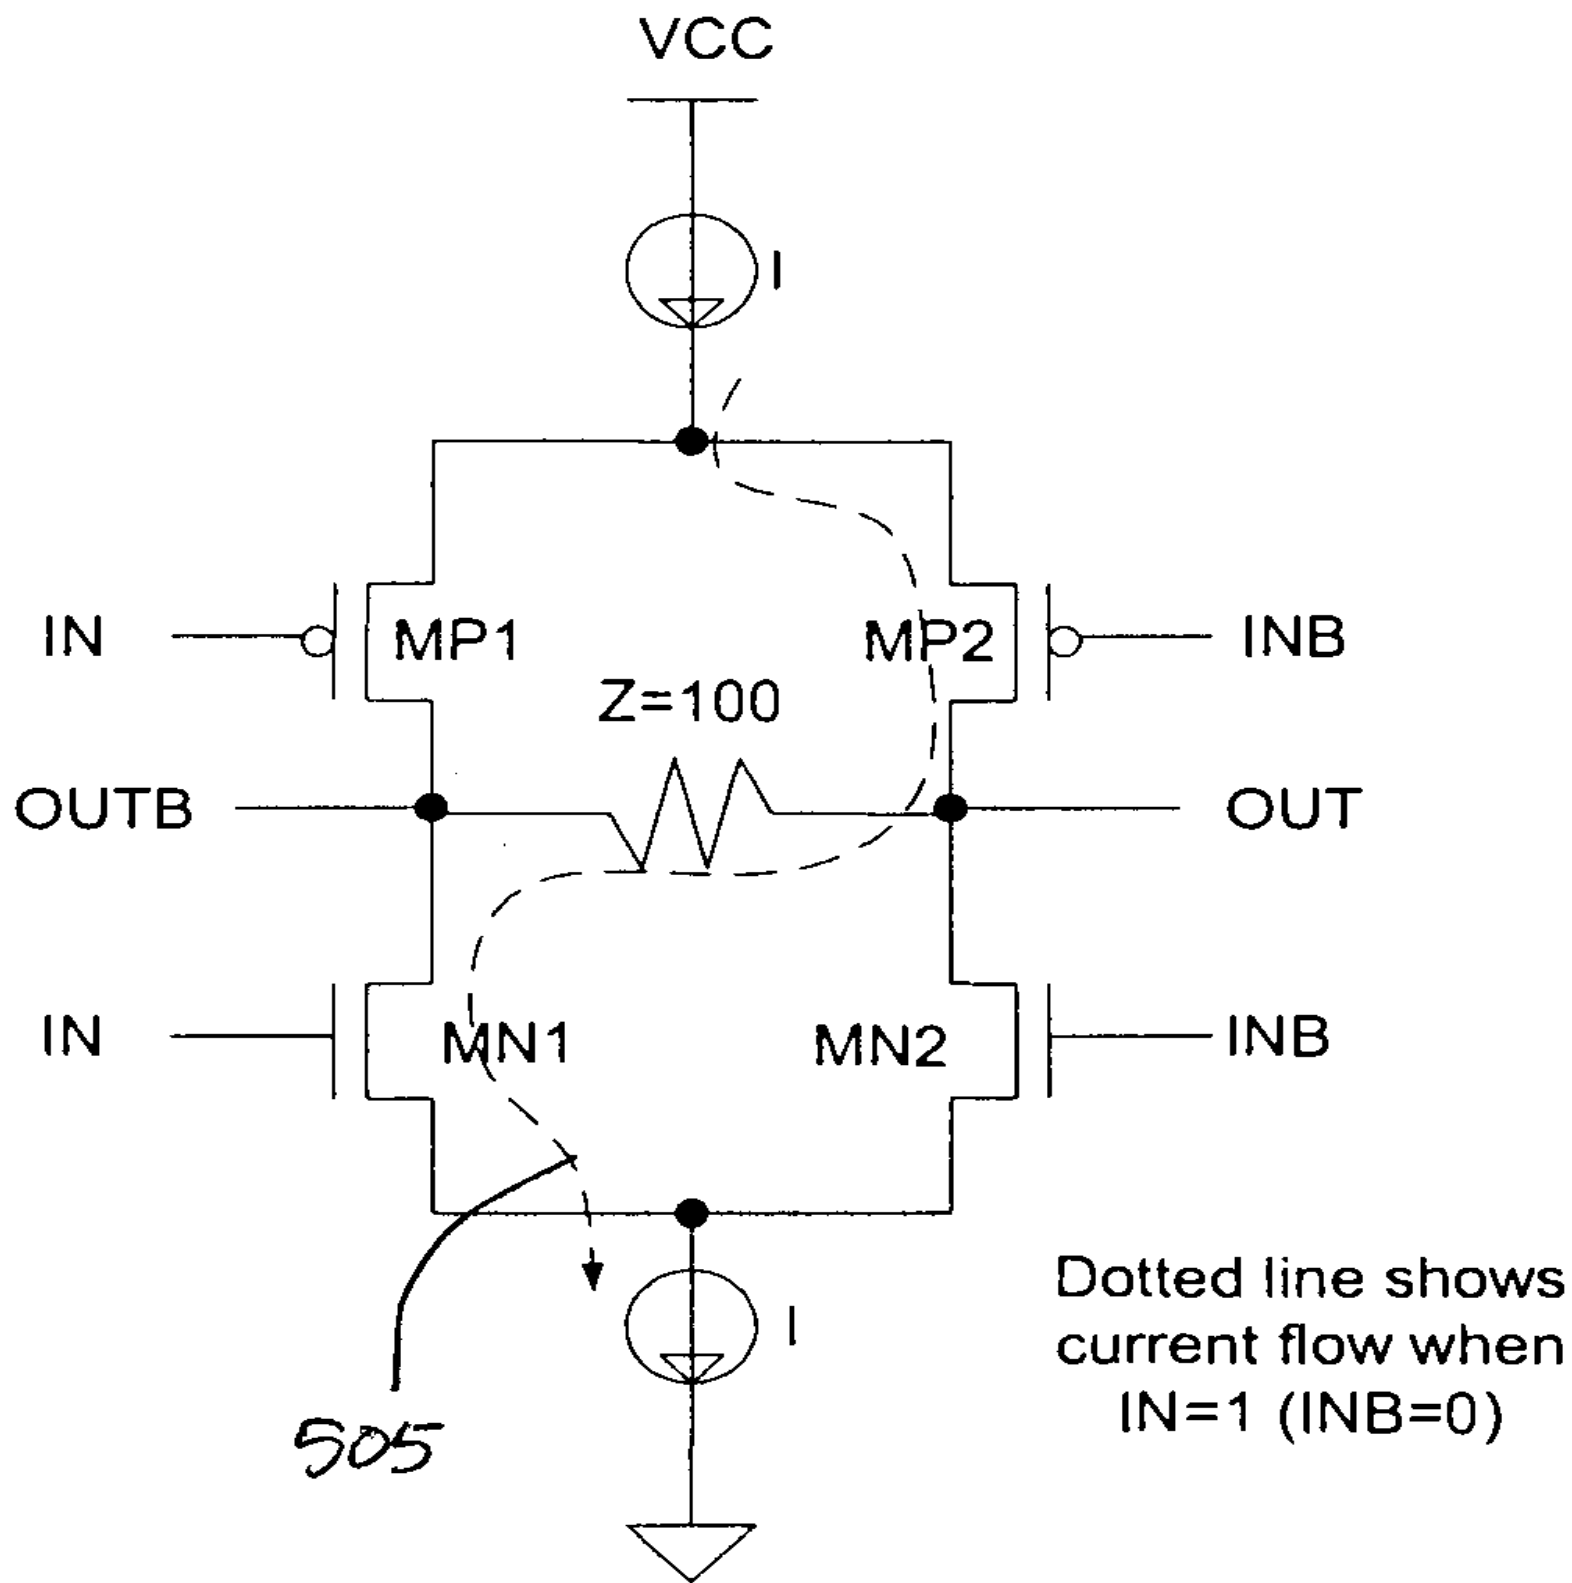 VCC
I
IN
MP1
MP2
INB
Z=100
OUTB
OUT
IN
MN1
MN2
INB
I
Dotted line shows
current flow when
IN=1 (INB=0)
505